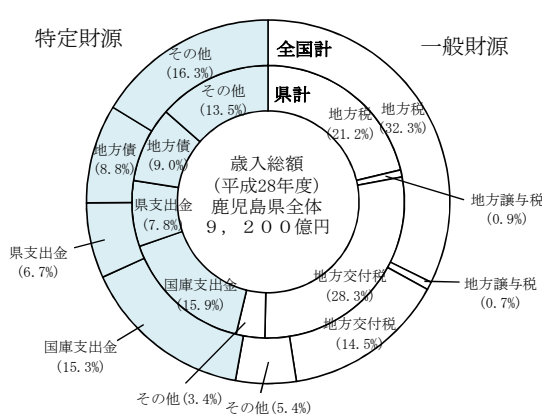 特定財源
一般財源
全国計
県計
その他
(16.3%)
その他
(13.5%)
地方税
(21.2%)
地方税
(32.3%)
地方債
(8.8%)
地方債
(9.0%)
歳入総額
(平成28年度)
鹿児島県全体
9,200億円
県支出金
(7.8%)
地方譲与税
(0.9%)
県支出金
(6.7%)
地方譲与税
(0.7%)
国庫支出金
(15.9%)
地方交付税
(28.3%)
地方交付税
(14.5%)
国庫支出金
(15.3%)
その他(3.4%)
その他(5.4%)